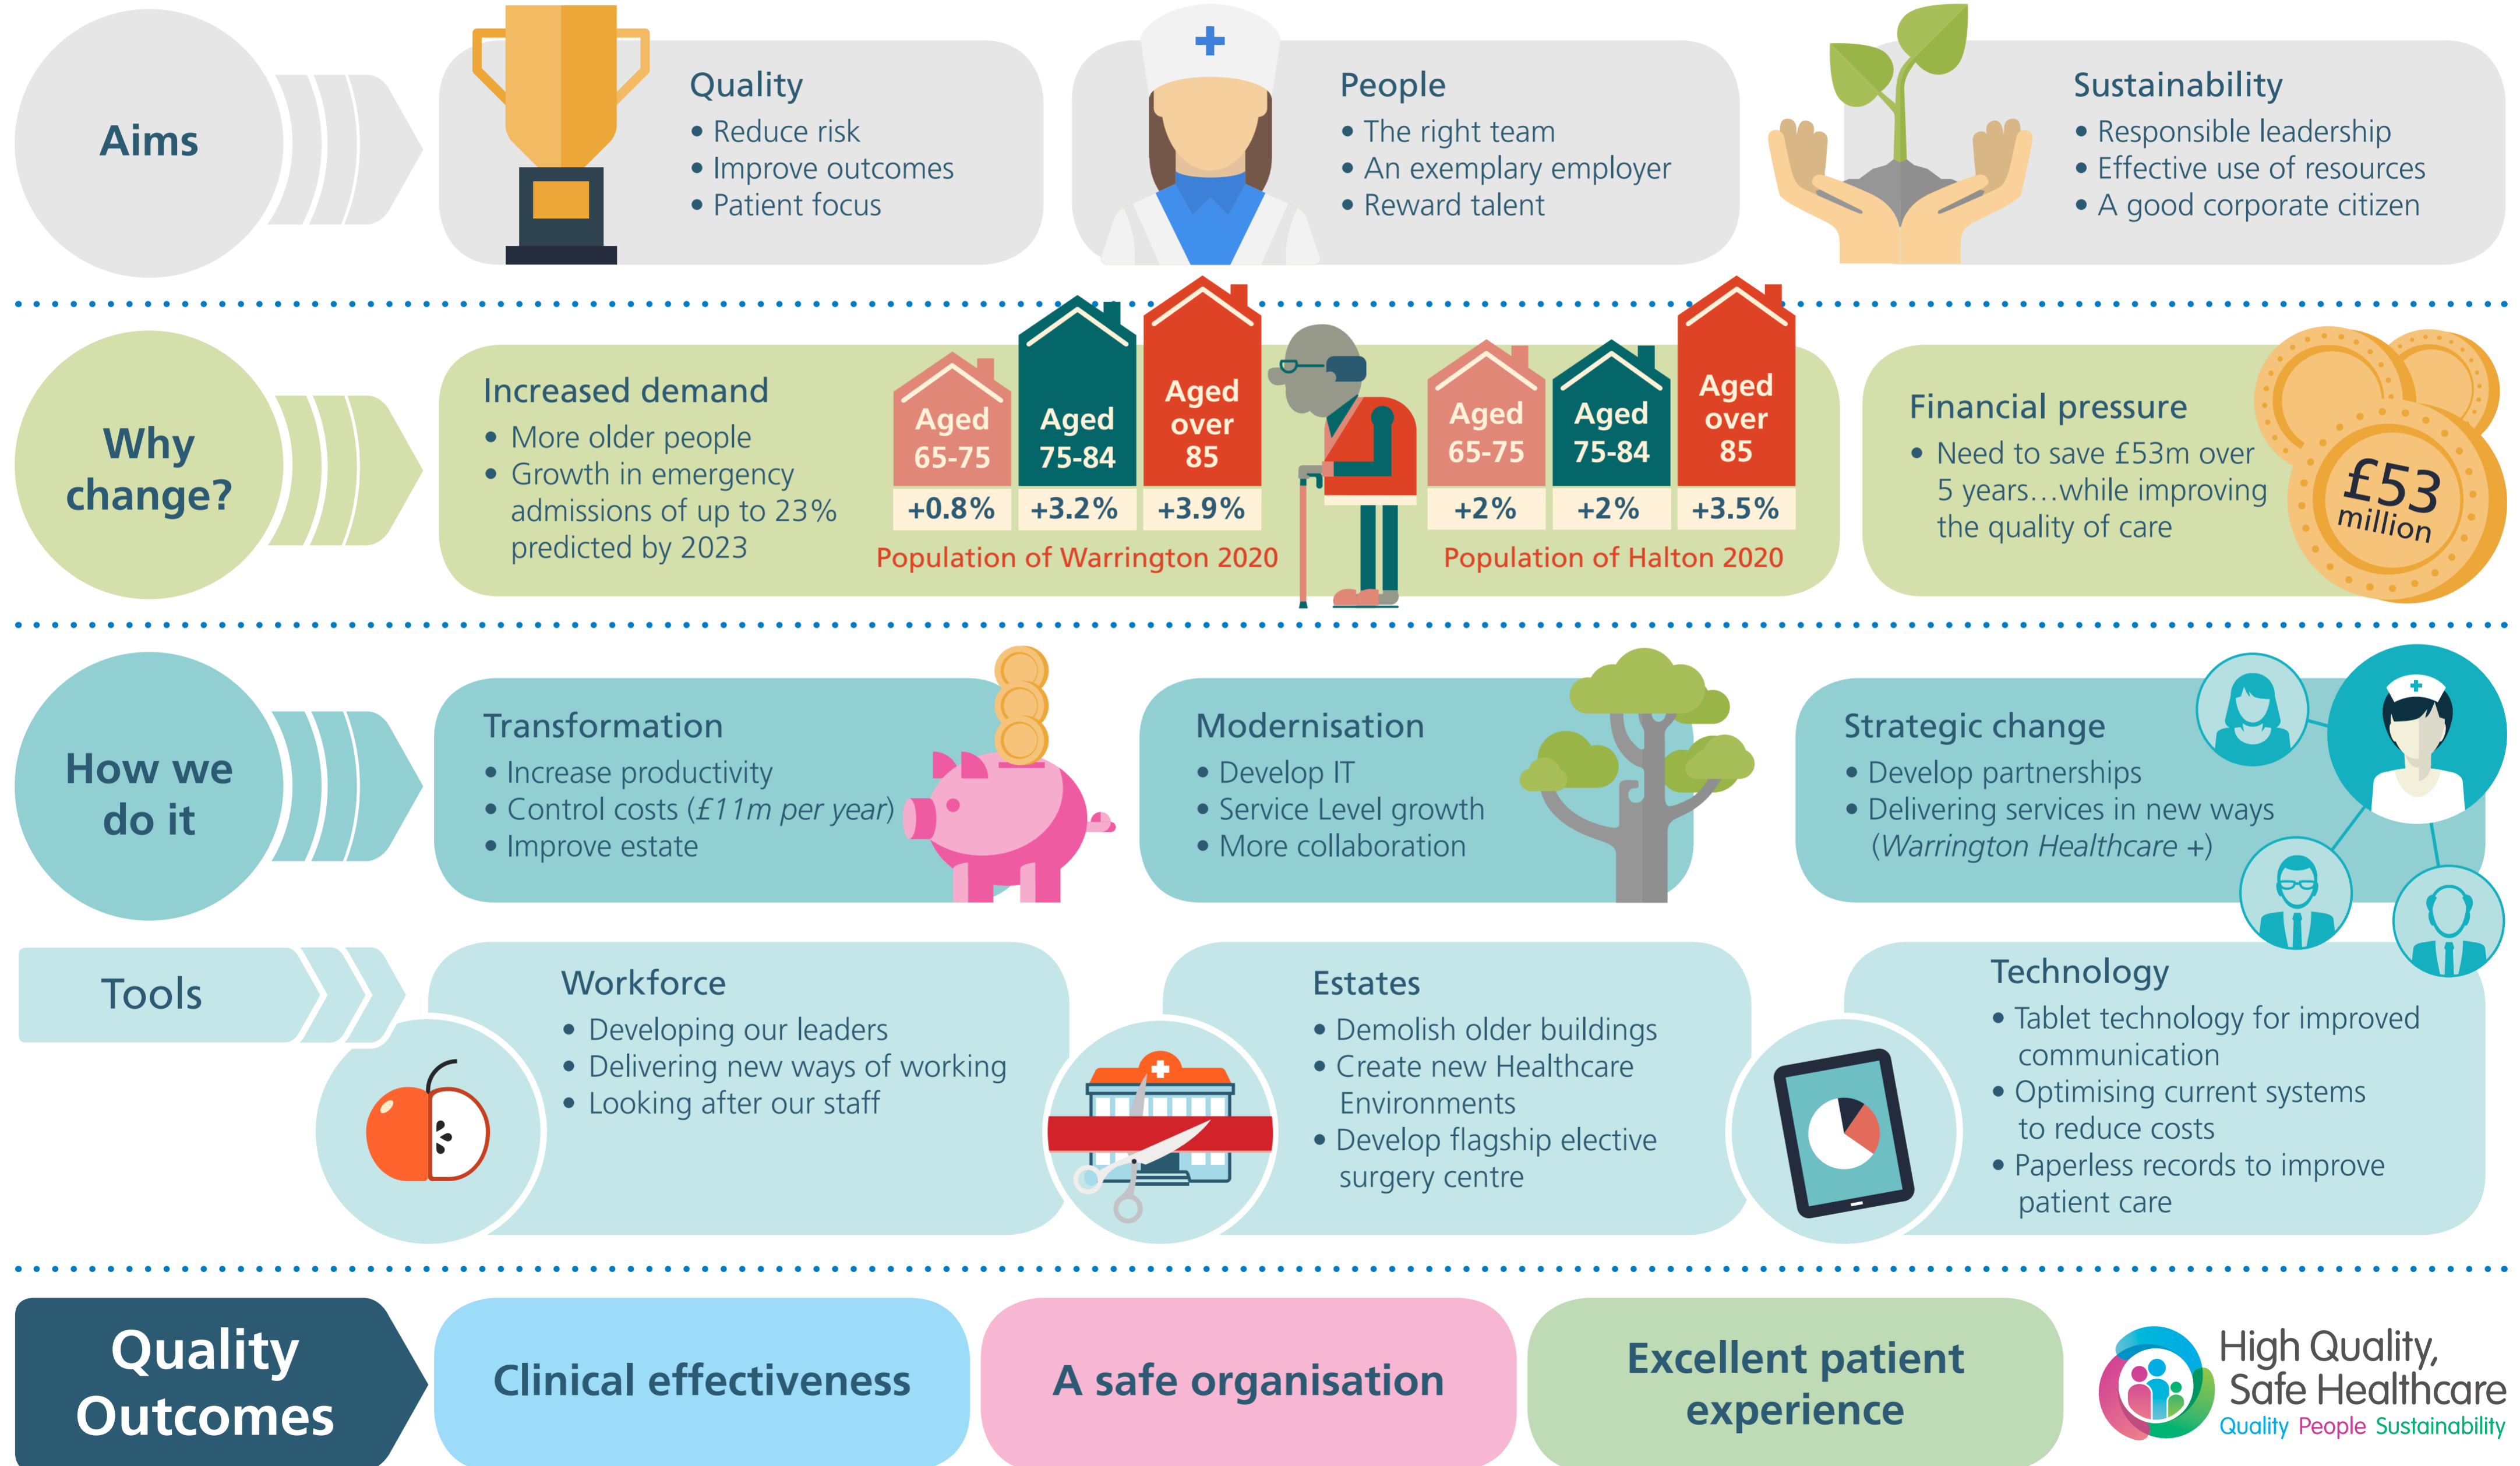 Aims
Quality
• Reduce risk
• Improve outcomes
• Patient focus
People
• The right team
• An exemplary employer
• Reward talent
Sustainability
• Responsible leadership
• Effective use of resources
• A good corporate citizen
Why
change?
Increased demand
• More older people
• Growth in emergency
admissions of up to 23%
predicted by 2023
Aged
65-75
+0.8%
Aged
75-84
+3.2%
Aged
over
85
+3.9%
Population of Warrington 2020
Aged
65-75
+2%
Aged
75-84
+2%
Aged
over
85
+3.5%
Population of Halton 2020
Financial pressure
• Need to save £53m over
5 years...while improving
the quality of care
£53
million
How we
do it
Transformation
• Increase productivity
• Control costs (£11m per year)
• Improve estate
Modernisation
• Develop IT
• Service Level growth
• More collaboration
Strategic change
• Develop partnerships
• Delivering services in new ways
(Warrington Healthcare +)
Tools
Workforce
• Developing our leaders
• Delivering new ways of working
• Looking after our staff
Estates
• Demolish older buildings
• Create new Healthcare
Environments
• Develop flagship elective
surgery centre
Technology
• Tablet technology for improved
communication
• Optimising current systems
to reduce costs
• Paperless records to improve
patient care
Quality
Outcomes
Clinical effectiveness
A safe organisation
Excellent patient
experience
High Quality,
Safe Healthcare
Quality People Sustainability